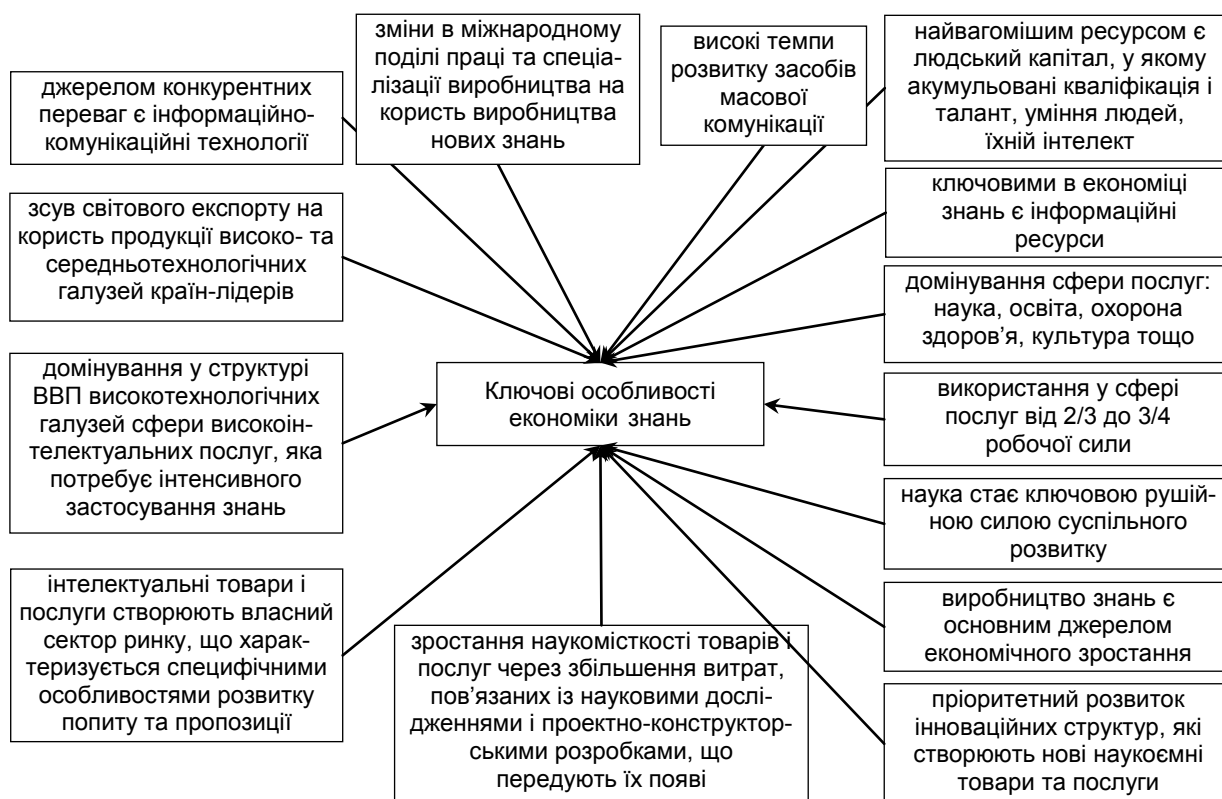 джерелом конкурентних
переваг є інформаційно-
комунікаційні технології
зміни в міжнародному
поділі праці та спеціа-
лізації виробництва на
користь виробництва
нових знань
високі темпи
розвитку засобів
масової
комунікації
найвагомішим ресурсом є
людський капітал, у якому
акумульовані кваліфікація і
талант, уміння людей,
їхній інтелект
зсув світового експорту на
користь продукції високо- та
середньотехнологічних
галузей країн-лідерів
ключовими в економіці
знань є інформаційні
ресурси
домінування сфери послуг:
наука, освіта, охорона
здоров’я, культура тощо
домінування у структурі
ВВП високотехнологічних
галузей сфери високоін-
телектуальних послуг, яка
потребує інтенсивного
застосування знань
Ключові особливості
економіки знань
використання у сфері
послуг від 2/3 до 3/4
робочої сили
наука стає ключовою рушій-
ною силою суспільного
розвитку
інтелектуальні товари і
послуги створюють власний
сектор ринку, що харак-
теризується специфічними
особливостями розвитку
попиту та пропозиції
зростання наукомісткості товарів і
послуг через збільшення витрат,
пов’язаних із науковими дослі-
дженнями і проектно-конструктор-
ськими розробками, що
передують їх появі
виробництво знань є
основним джерелом
економічного зростання
пріоритетний розвиток
інноваційних структур, які
створюють нові наукоємні
товари та послуги